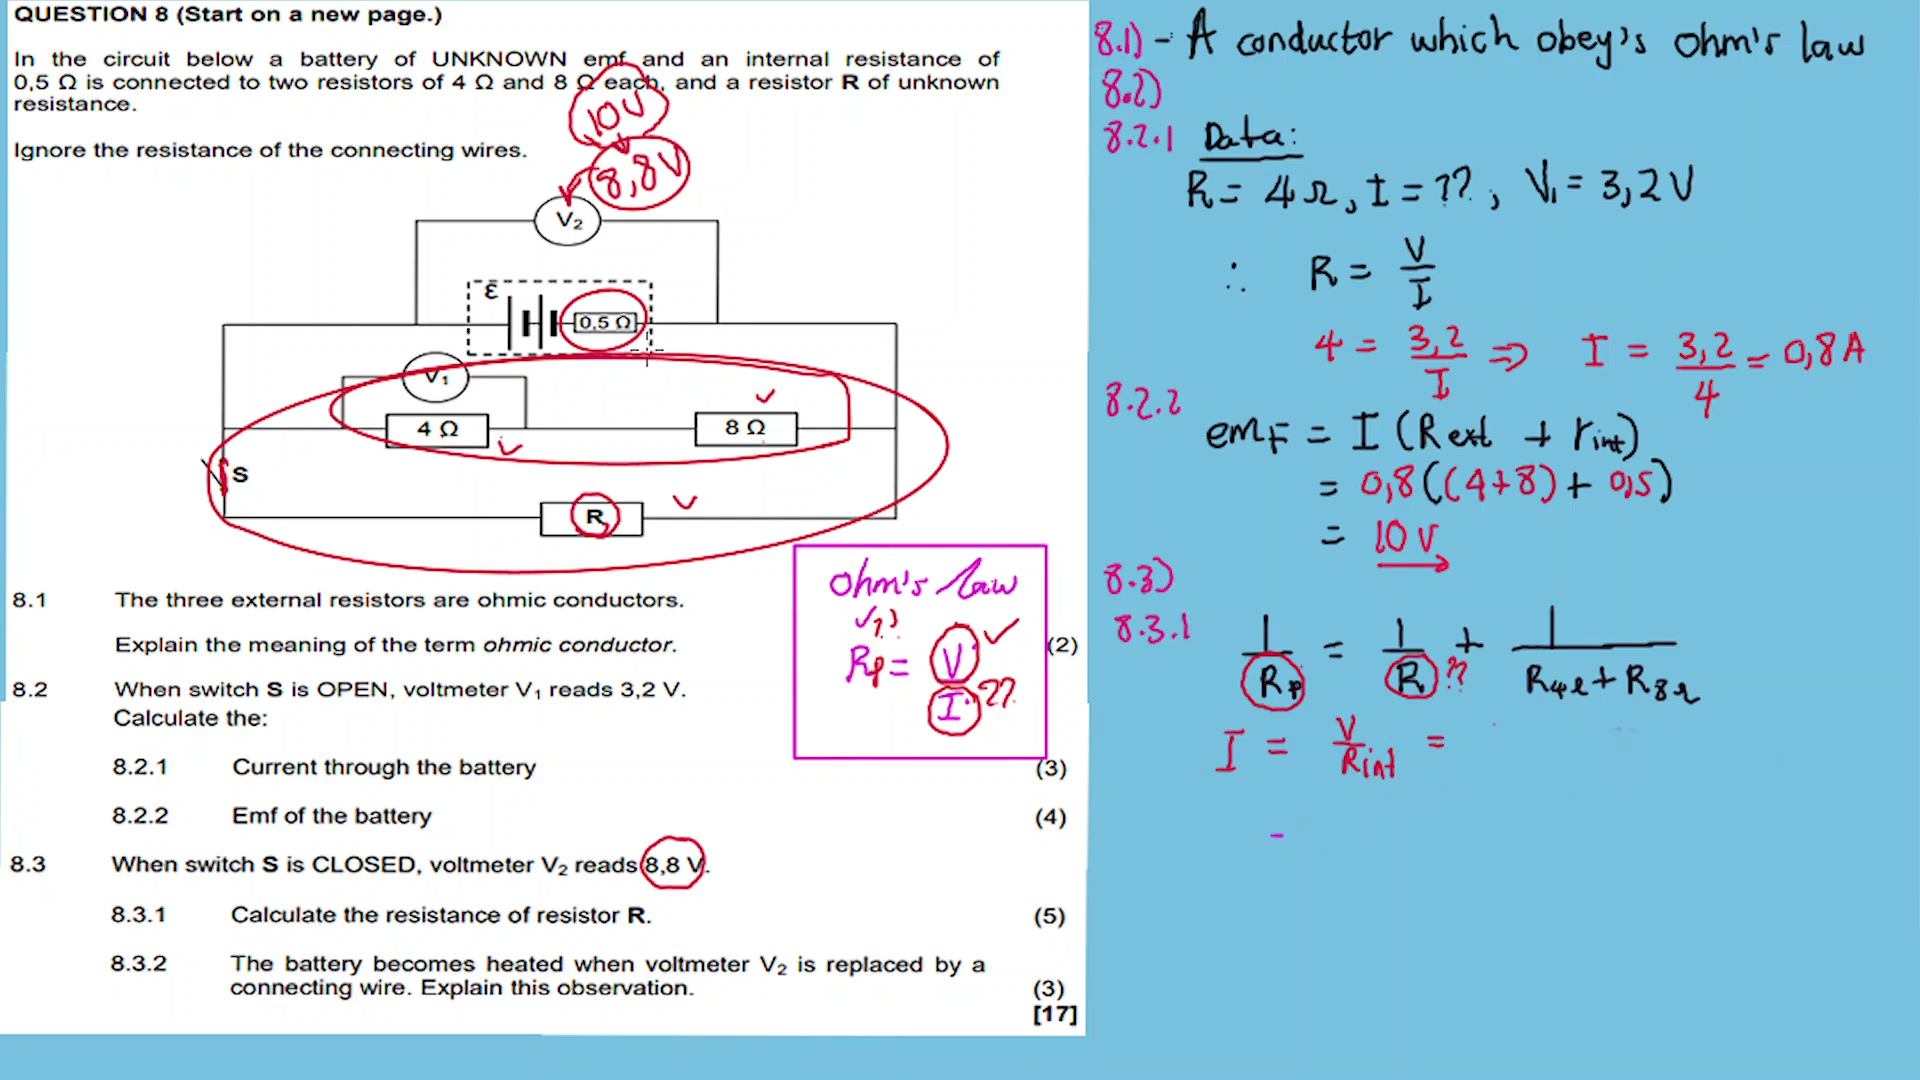 QUESTION 8 (Start on a new page.)
In the circuit below a battery of UNKNOWN emf and an internal resistance of
0,5 Ω is connected to two resistors of 4 Ω and 8 Ω each, and a resistor R of unknown
resistance.
10V
Ignore the resistance of the connecting wires.
8,8V
V₂
ε
0,5 Ω
V₁
4 Ω
8 Ω
S
R
8.1 The three external resistors are ohmic conductors.
Explain the meaning of the term ohmic conductor. (2)
8.2 When switch S is OPEN, voltmeter V₁ reads 3,2 V.
Calculate the:
8.2.1 Current through the battery (3)
8.2.2 Emf of the battery (4)
8.3 When switch S is CLOSED, voltmeter V₂ reads 8,8 V.
8.3.1 Calculate the resistance of resistor R. (5)
8.3.2 The battery becomes heated when voltmeter V₂ is replaced by a
connecting wire. Explain this observation. (3)
[17]
ohm's law
√??
Rp = V ✓
I ??
8.1) - A conductor which obey's ohm's law
8.2)
8.2.1 Data:
R = 4Ω, I = ??, V₁ = 3,2V
∴ R = V/I
4 = 3,2/I ⇒ I = 3,2/4 = 0,8A
8.2.2
emF = I (Rext + rint)
= 0,8((4+8) + 0,5)
= 10V
8.3)
8.3.1 1/Rp = 1/R ?? + 1/(R4Ω + R8Ω)
I = V/Rint =
-